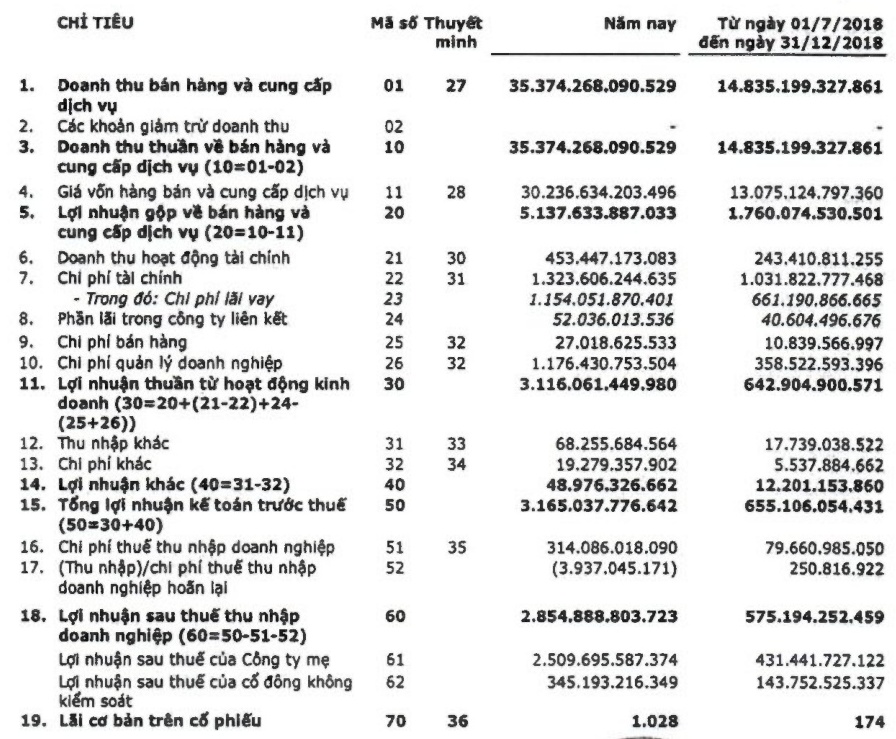 CHỈ TIÊU Mã số Thuyết minh Năm nay Từ ngày 01/7/2018 đến ngày 31/12/2018
1. Doanh thu bán hàng và cung cấp 01 27 35.374.268.090.529 14.835.199.327.861
dịch vụ
2. Các khoản giảm trừ doanh thu 02 - -
3. Doanh thu thuần về bán hàng và 10 35.374.268.090.529 14.835.199.327.861
cung cấp dịch vụ (10=01-02)
4. Giá vốn hàng bán và cung cấp dịch vụ 11 28 30.236.634.203.496 13.075.124.797.360
5. Lợi nhuận gộp về bán hàng và 20 5.137.633.887.033 1.760.074.530.501
cung cấp dịch vụ (20=10-11)
6. Doanh thu hoạt động tài chính 21 30 453.447.173.083 243.410.811.255
7. Chi phí tài chính 22 31 1.323.606.244.635 1.031.822.777.468
- Trong đó: Chi phí lãi vay 23 1.154.051.870.401 661.190.866.665
8. Phần lãi trong công ty liên kết 24 52.036.013.536 40.604.496.676
9. Chi phí bán hàng 25 32 27.018.625.533 10.839.566.997
10. Chi phí quản lý doanh nghiệp 26 32 1.176.430.753.504 358.522.593.396
11. Lợi nhuận thuần từ hoạt động kinh 30 3.116.061.449.980 642.904.900.571
doanh (30=20+(21-22)+24-
(25+26))
12. Thu nhập khác 31 33 68.255.684.564 17.739.038.522
13. Chi phí khác 32 34 19.279.357.902 5.537.884.662
14. Lợi nhuận khác (40=31-32) 40 48.976.326.662 12.201.153.860
15. Tổng lợi nhuận kế toán trước thuế 50 3.165.037.776.642 655.106.054.431
(50=30+40)
16. Chi phí thuế thu nhập doanh nghiệp 51 35 314.086.018.090 79.660.985.050
17. (Thu nhập)/chi phí thuế thu nhập 52 (3.937.045.171) 250.816.922
doanh nghiệp hoãn lại
18. Lợi nhuận sau thuế thu nhập 60 2.854.888.803.723 575.194.252.459
doanh nghiệp (60=50-51-52)
Lợi nhuận sau thuế của Công ty mẹ 61 2.509.695.587.374 431.441.727.122
Lợi nhuận sau thuế của cổ đông không 62 345.193.216.349 143.752.525.337
kiểm soát
19. Lãi cơ bản trên cổ phiếu 70 36 1.028 174